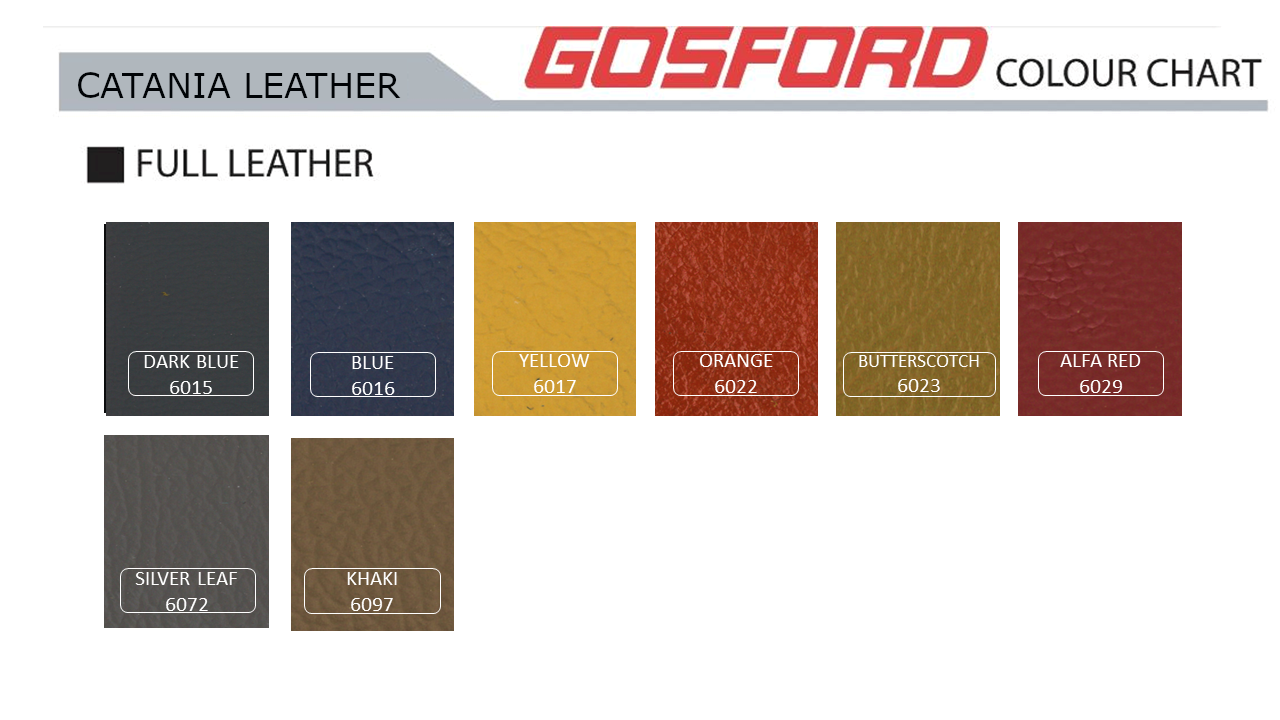 CATANIA LEATHER
GOSFORD COLOUR CHART
FULL LEATHER
DARK BLUE
6015
BLUE
6016
YELLOW
6017
ORANGE
6022
BUTTERSCOTCH
6023
ALFA RED
6029
SILVER LEAF
6072
KHAKI
6097